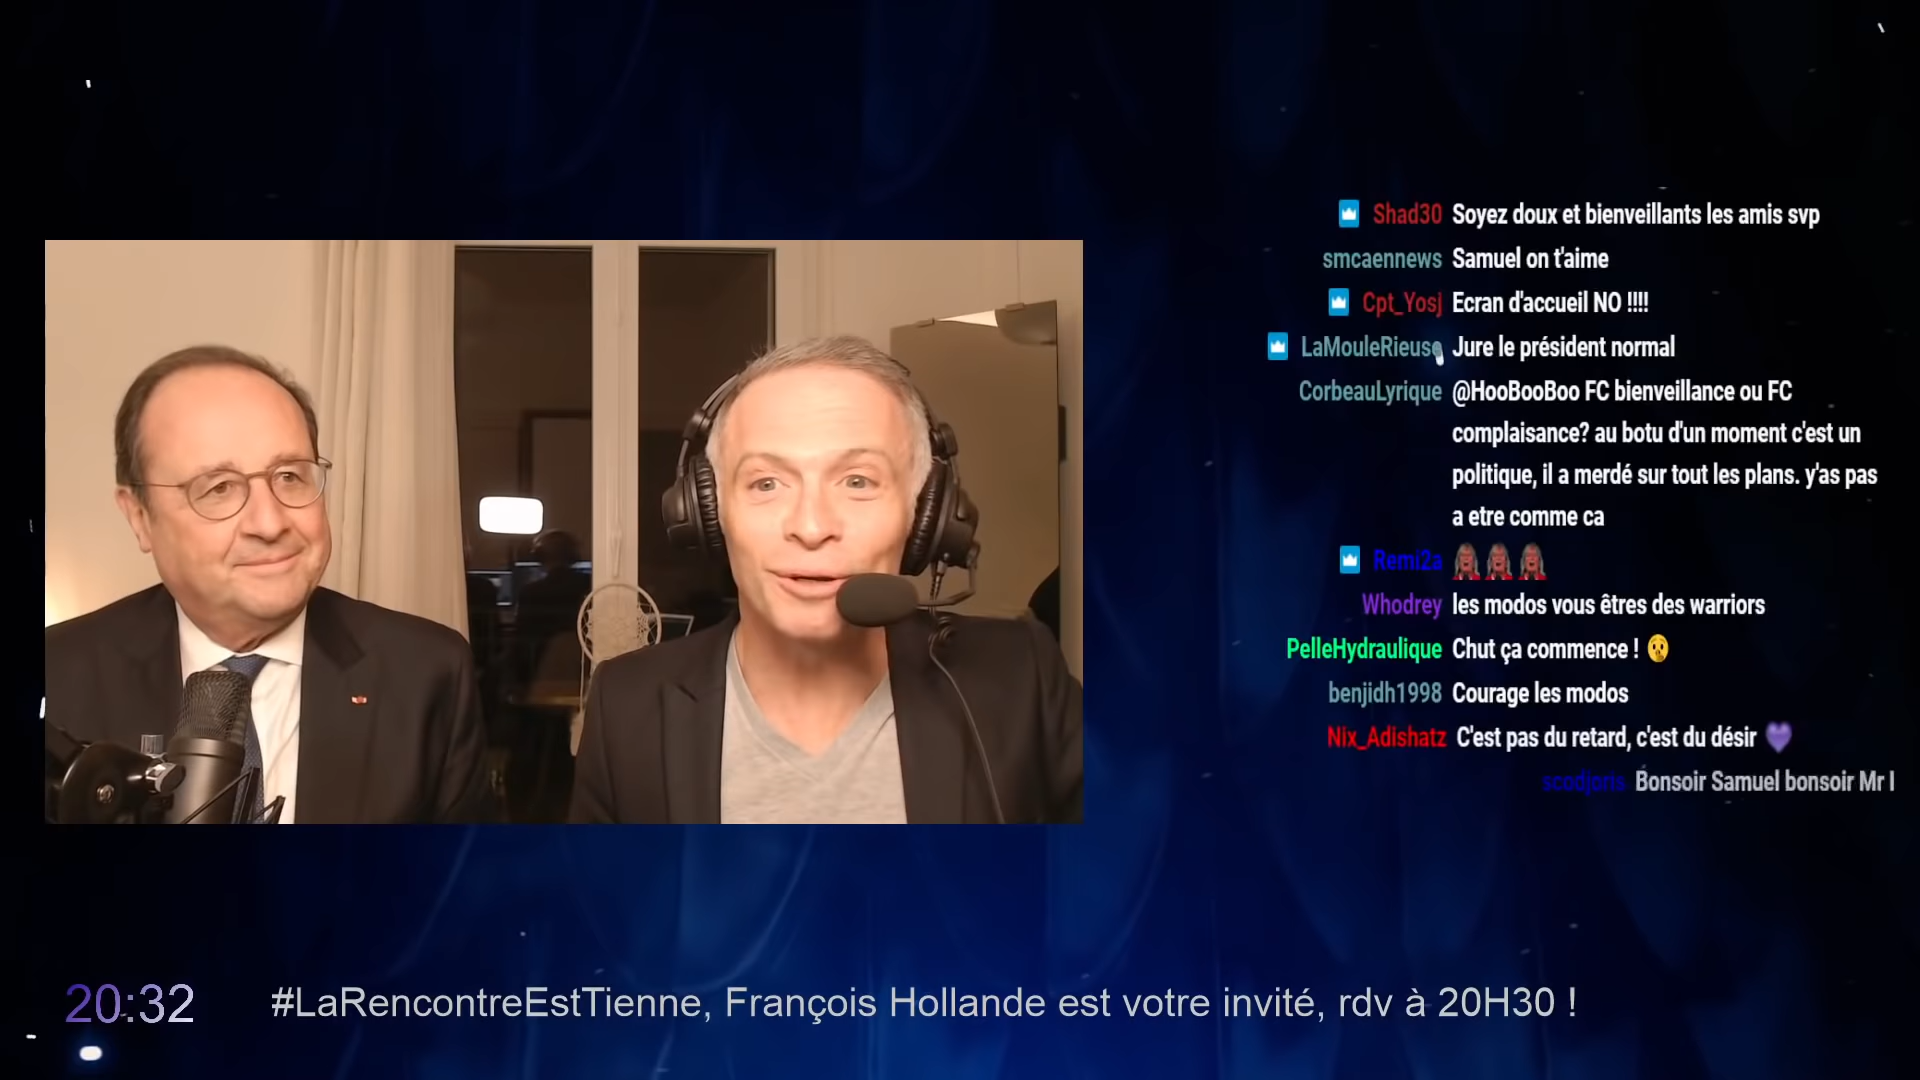 Shad30 Soyez doux et bienveillants les amis svp
smcaennews Samuel on t'aime
Cpt_Yosj Ecran d'accueil NO !!!!
LaMouleRieuse Jure le président normal
CorbeauLyrique @HooBooBoo FC bienveillance ou FC
complaisance? au botu d'un moment c'est un
politique, il a merdé sur tout les plans. y'as pas
a etre comme ca
Remi2a
Whodrey les modos vous êtres des warriors
PelleHydraulique Chut ça commence !
benjidh1998 Courage les modos
Nix_Adishatz C'est pas du retard, c'est du désir 💜
scodjoris Bonsoir Samuel bonsoir Mr
20:32 #LaRencontreEstTienne, François Hollande est votre invité, rdv à 20H30 !